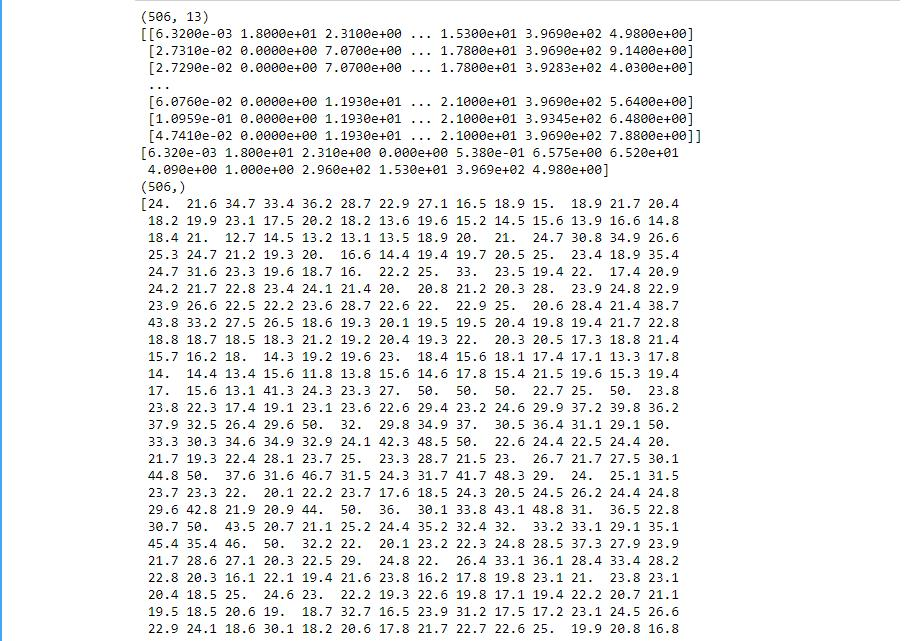 (506, 13)
[[6.3200e-03 1.8000e+01 2.3100e+00 ... 1.5300e+01 3.9690e+02 4.9800e+00]
[2.7310e-02 0.0000e+00 7.0700e+00 ... 1.7800e+01 3.9690e+02 9.1400e+00]
[2.7290e-02 0.0000e+00 7.0700e+00 ... 1.7800e+01 3.9283e+02 4.0300e+00]
...
[6.0760e-02 0.0000e+00 1.1930e+01 ... 2.1000e+01 3.9690e+02 5.6400e+00]
[1.0959e-01 0.0000e+00 1.1930e+01 ... 2.1000e+01 3.9345e+02 6.4800e+00]
[4.7410e-02 0.0000e+00 1.1930e+01 ... 2.1000e+01 3.9690e+02 7.8800e+00]]
[6.320e-03 1.800e+01 2.310e+00 0.000e+00 5.380e-01 6.575e+00 6.520e+01
4.090e+00 1.000e+00 2.960e+02 1.530e+01 3.969e+02 4.980e+00]
(506,)
[24. 21.6 34.7 33.4 36.2 28.7 22.9 27.1 16.5 18.9 15. 18.9 21.7 20.4
18.2 19.9 23.1 17.5 20.2 18.2 13.6 19.6 15.2 14.5 15.6 13.9 16.6 14.8
18.4 21. 12.7 14.5 13.2 13.1 13.5 18.9 20. 21. 24.7 30.8 34.9 26.6
25.3 24.7 21.2 19.3 20. 16.6 14.4 19.4 19.7 20.5 25. 23.4 18.9 35.4
24.7 31.6 23.3 19.6 18.7 16. 22.2 25. 33. 23.5 19.4 22. 17.4 20.9
24.2 21.7 22.8 23.4 24.1 21.4 20. 20.8 21.2 20.3 28. 23.9 24.8 22.9
23.9 26.6 22.5 22.2 23.6 28.7 22.6 22. 22.9 25. 20.6 28.4 21.4 38.7
43.8 33.2 27.5 26.5 18.6 19.3 20.1 19.5 19.5 20.4 19.8 19.4 21.7 22.8
18.8 18.7 18.5 18.3 21.2 19.2 20.4 19.3 22. 20.3 20.5 17.3 18.8 21.4
15.7 16.2 18. 14.3 19.2 19.6 23. 18.4 15.6 18.1 17.4 17.1 13.3 17.8
14. 14.4 13.4 15.6 11.8 13.8 15.6 14.6 17.8 15.4 21.5 19.6 15.3 19.4
17. 15.6 13.1 41.3 24.3 23.3 27. 50. 50. 50. 22.7 25. 50. 23.8
23.8 22.3 17.4 19.1 23.1 23.6 22.6 29.4 23.2 24.6 29.9 37.2 39.8 36.2
37.9 32.5 26.4 29.6 50. 32. 29.8 34.9 37. 30.5 36.4 31.1 29.1 50.
33.3 30.3 34.6 34.9 32.9 24.1 42.3 48.5 50. 22.6 24.4 22.5 24.4 20.
21.7 19.3 22.4 28.1 23.7 25. 23.3 28.7 21.5 23. 26.7 21.7 27.5 30.1
44.8 50. 37.6 31.6 46.7 31.5 24.3 31.7 41.7 48.3 29. 24. 25.1 31.5
23.7 23.3 22. 20.1 22.2 23.7 17.6 18.5 24.3 20.5 24.5 26.2 24.4 24.8
29.6 42.8 21.9 20.9 44. 50. 36. 30.1 33.8 43.1 48.8 31. 36.5 22.8
30.7 50. 43.5 20.7 21.1 25.2 24.4 35.2 32.4 32. 33.2 33.1 29.1 35.1
45.4 35.4 46. 50. 32.2 22. 20.1 23.2 22.3 24.8 28.5 37.3 27.9 23.9
21.7 28.6 27.1 20.3 22.5 29. 24.8 22. 26.4 33.1 36.1 28.4 33.4 28.2
22.8 20.3 16.1 22.1 19.4 21.6 23.8 16.2 17.8 19.8 23.1 21. 23.8 23.1
20.4 18.5 25. 24.6 23. 22.2 19.3 22.6 19.8 17.1 19.4 22.2 20.7 21.1
19.5 18.5 20.6 19. 18.7 32.7 16.5 23.9 31.2 17.5 17.2 23.1 24.5 26.6
22.9 24.1 18.6 30.1 18.2 20.6 17.8 21.7 22.7 22.6 25. 19.9 20.8 16.8